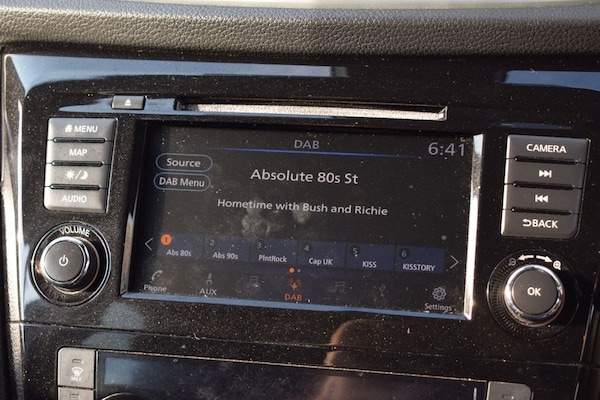 DAB
6:41
MENU
MAP
AUDIO
VOLUME
Source
DAB Menu
Absolute 80s St
Hometime with Bush and Richie
1 2 3 4 5 6
Abs 80s Abs 90s PlntRock Cap UK KISS KISSTORY
Phone AUX DAB Settings
CAMERA
BACK
OK
MAX